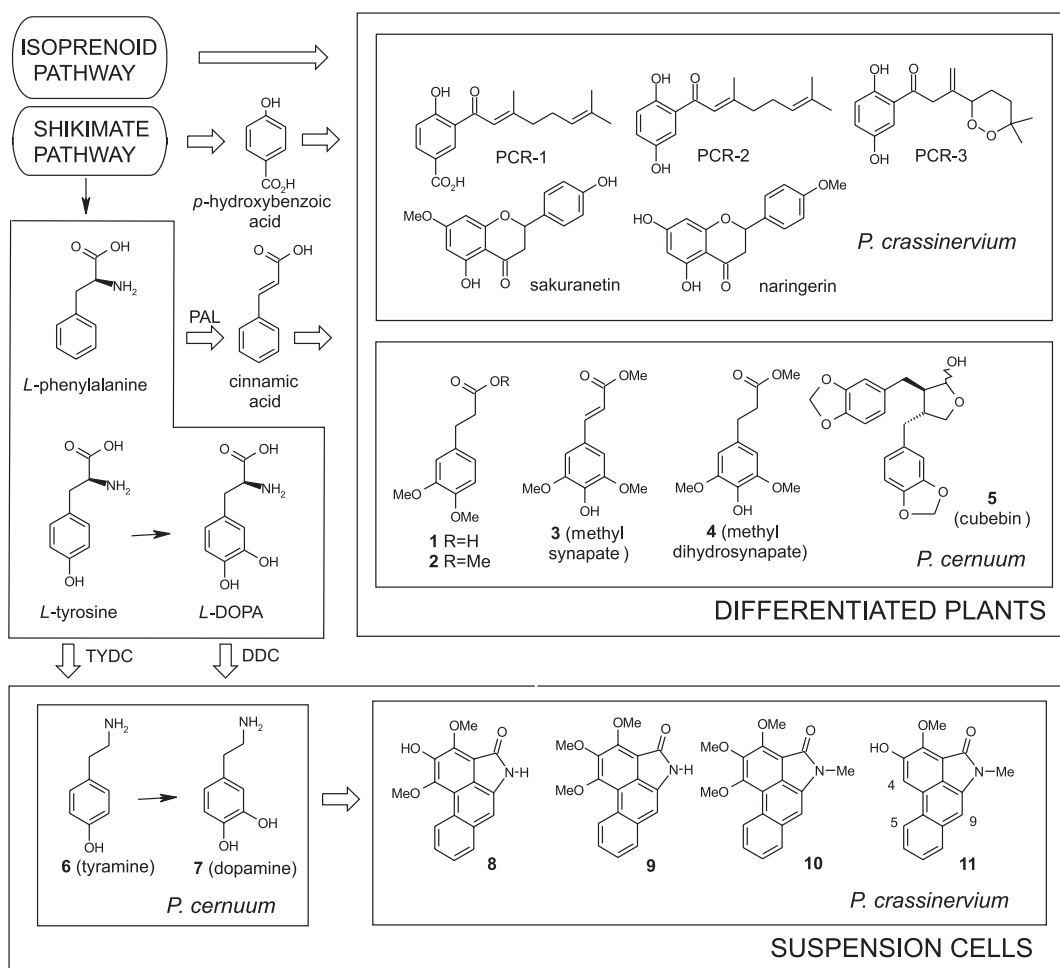 ISOPRENOID
PATHWAY
SHIKIMATE
PATHWAY
OH
CO₂H
p-hydroxybenzoic
acid
O
OH
NH₂
L-phenylalanine
PAL
O
OH
cinnamic
acid
O
OH
NH₂
OH
L-tyrosine
O
OH
NH₂
OH
OH
L-DOPA
TYDC
DDC
OH
O
CO₂H
PCR-1
OH
O
OH
PCR-2
OH
O
O
O
OH
PCR-3
OH
MeO
O
OH
O
sakuranetin
OMe
HO
O
OH
O
naringerin
P. crassinervium
O
OR
MeO
MeO
1 R=H
2 R=Me
O
OMe
MeO
OMe
OH
3 (methyl
synapate )
O
OMe
MeO
OMe
OH
4 (methyl
dihydrosynapate)
OH
O
O
O
O
O
5
(cubebin )
P. cernuum
DIFFERENTIATED PLANTS
NH₂
OH
6 (tyramine)
NH₂
OH
OH
7 (dopamine)
P. cernuum
OMe
O
HO
N-H
MeO
8
OMe
O
MeO
N-H
MeO
9
OMe
O
MeO
N-Me
MeO
10
OMe
O
HO
N-Me
4
5
9
11
P. crassinervium
SUSPENSION CELLS